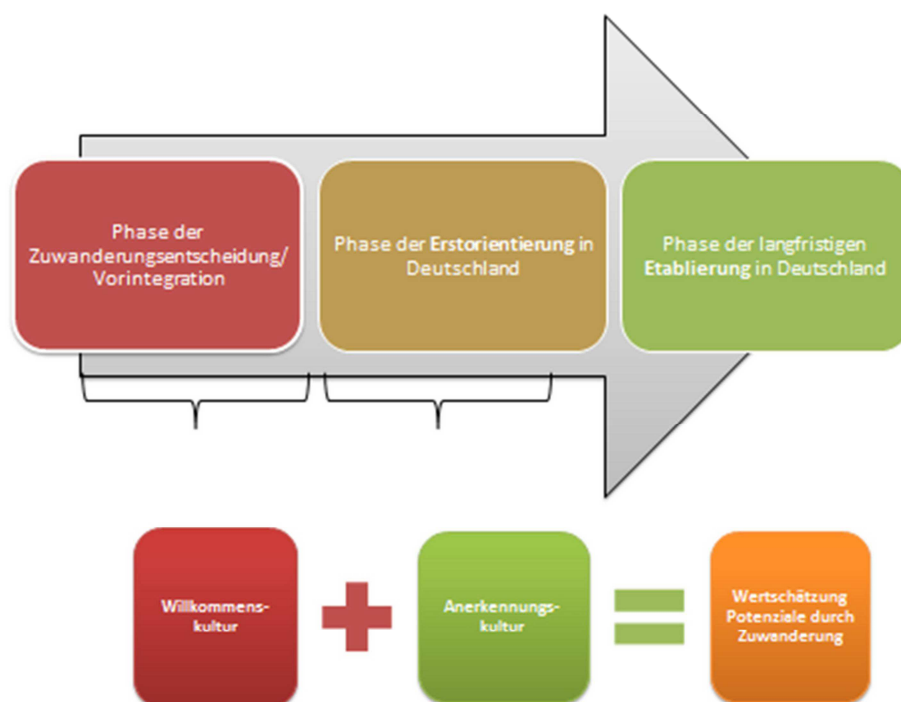 Phase der
Zuwanderungsentscheidung/
Vorintegration
Phase der Erstorientierung in
Deutschland
Phase der langfristigen
Etablierung in Deutschland
Willkommens-
kultur
Anerkennungs-
kultur
Wertschätzung
Potenziale durch
Zuwanderung